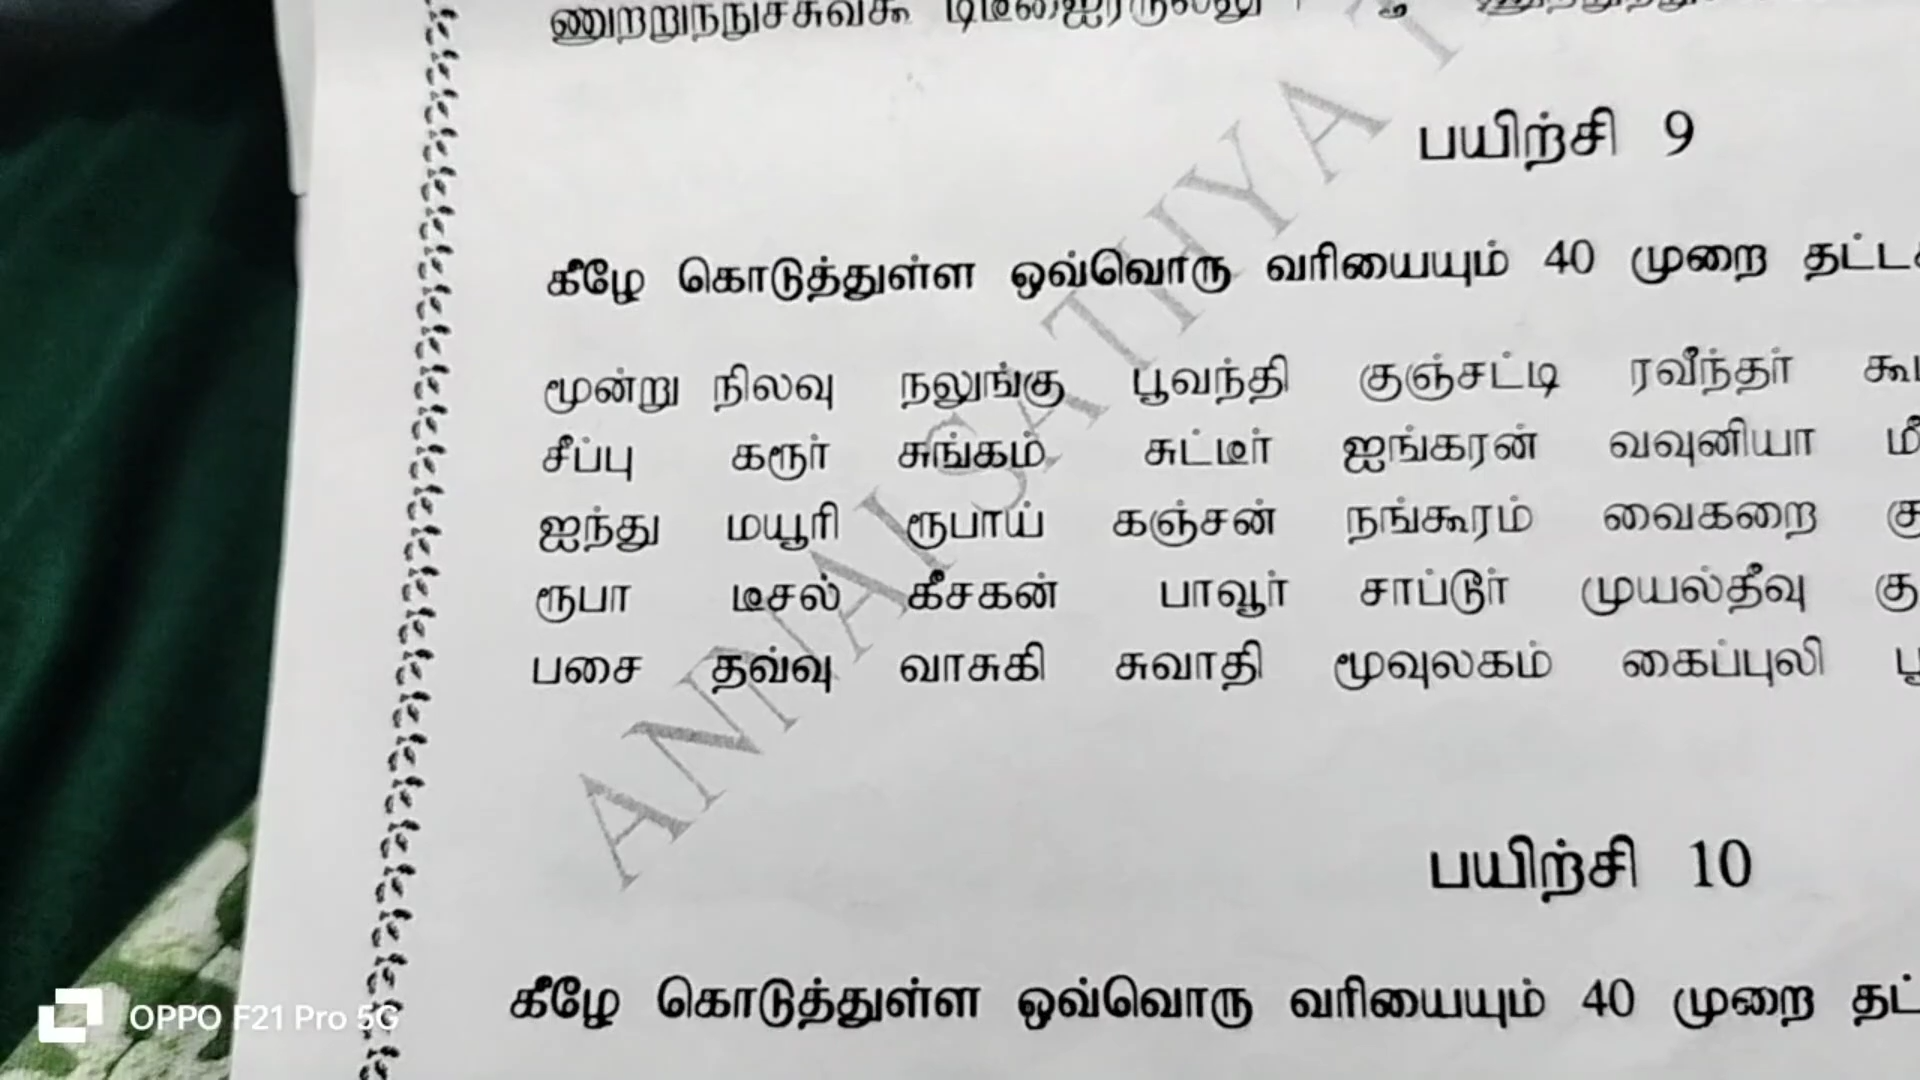 பயிற்சி 9
கீழே கொடுத்துள்ள ஒவ்வொரு வரியையும் 40 முறை
மூன்று நிலவு நலுங்கு பூவந்தி குஞ்சட்டி ரவீந்தர்
சீப்பு கரூர் சுங்கம் சுட்டீர் ஐங்கரன் வவுனியா
ஐந்து மயூரி ரூபாய் கஞ்சன் நங்கூரம் வைகறை
ரூபா டீசல் கீசகன் பாவூர் சாப்டூர் முயல்தீவு
பசை தவ்வு வாசுகி சுவாதி மூவுலகம் கைப்புலி
ANNAI SATHYA
பயிற்சி 10
கீழே கொடுத்துள்ள ஒவ்வொரு வரியையும் 40 முறை
OPPO F21 Pro 5G